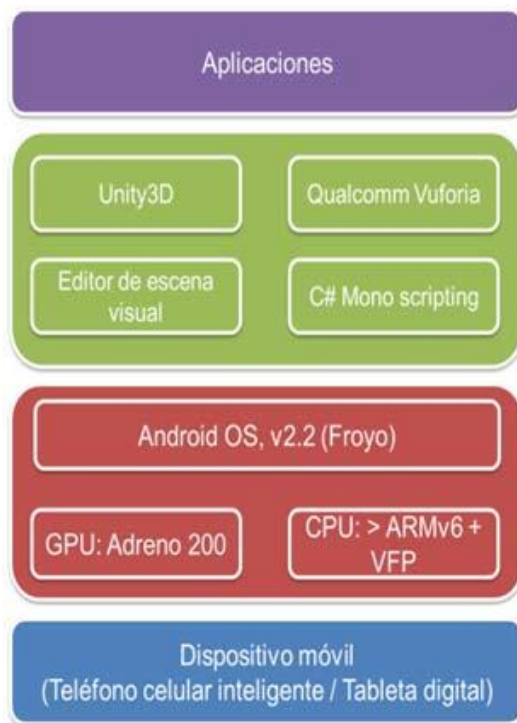 Aplicaciones
Unity3D
Qualcomm Vuforia
Editor de escena
visual
C# Mono scripting
Android OS, v2.2 (Froyo)
GPU: Adreno 200
CPU: > ARMv6 +
VFP
Dispositivo móvil
(Teléfono celular inteligente / Tableta digital)